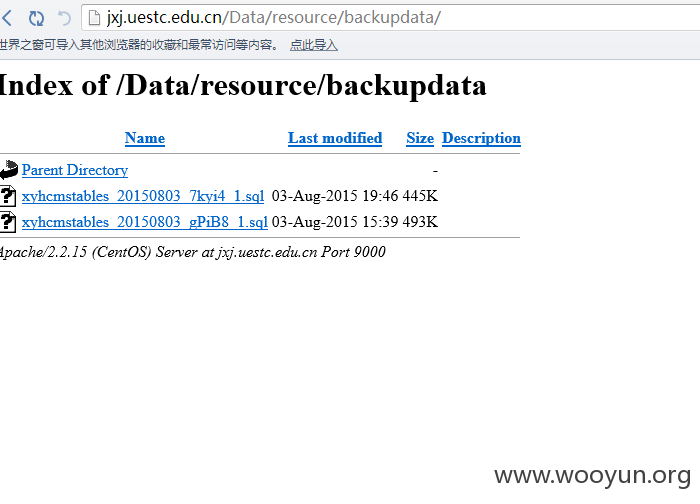 jxj.uestc.edu.cn/Data/resource/backupdata/
世界之窗可导入其他浏览器的收藏和最常访问等内容。 点此导入
Index of /Data/resource/backupdata
Name Last modified Size Description
Parent Directory -
xyhcmstables_20150803_7kyi4_1.sql 03-Aug-2015 19:46 445K
xyhcmstables_20150803_gPiB8_1.sql 03-Aug-2015 15:39 493K
Apache/2.2.15 (CentOS) Server at jxj.uestc.edu.cn Port 9000
www.wooyun.org